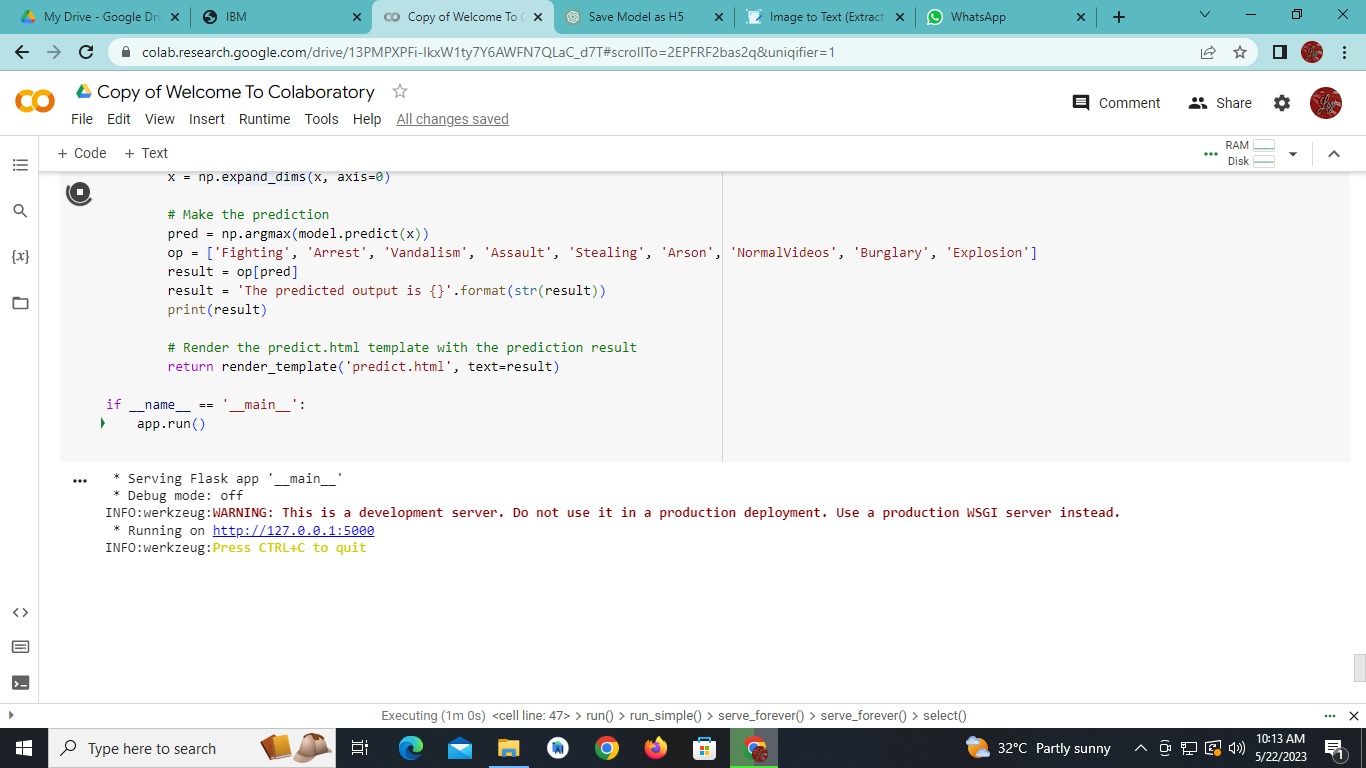 My Drive - Google Dri
IBM
Copy of Welcome To C
Save Model as H5
Image to Text (Extract
WhatsApp
colab.research.google.com/drive/13PMPXPFi-IkxW1ty7Y6AWFN7QLaC_d7T#scrollTo=2EPFRF2bas2q&uniqifier=1
Copy of Welcome To Colaboratory
Comment
Share
File Edit View Insert Runtime Tools Help All changes saved
+ Code + Text
RAM
Disk
x = np.expand_dims(x, axis=0)
# Make the prediction
pred = np.argmax(model.predict(x))
op = ['Fighting', 'Arrest', 'Vandalism', 'Assault', 'Stealing', 'Arson', 'NormalVideos', 'Burglary', 'Explosion']
result = op[pred]
result = 'The predicted output is {}'.format(str(result))
print(result)
# Render the predict.html template with the prediction result
return render_template('predict.html', text=result)
if __name__ == '__main__':
app.run()
* Serving Flask app '__main__'
* Debug mode: off
INFO:werkzeug:WARNING: This is a development server. Do not use it in a production deployment. Use a production WSGI server instead.
* Running on http://127.0.0.1:5000
INFO:werkzeug:Press CTRL+C to quit
Executing (1m 0s) <cell line: 47> > run() > run_simple() > serve_forever() > serve_forever() > select()
Type here to search
32°C Partly sunny
10:13 AM
5/22/2023
1